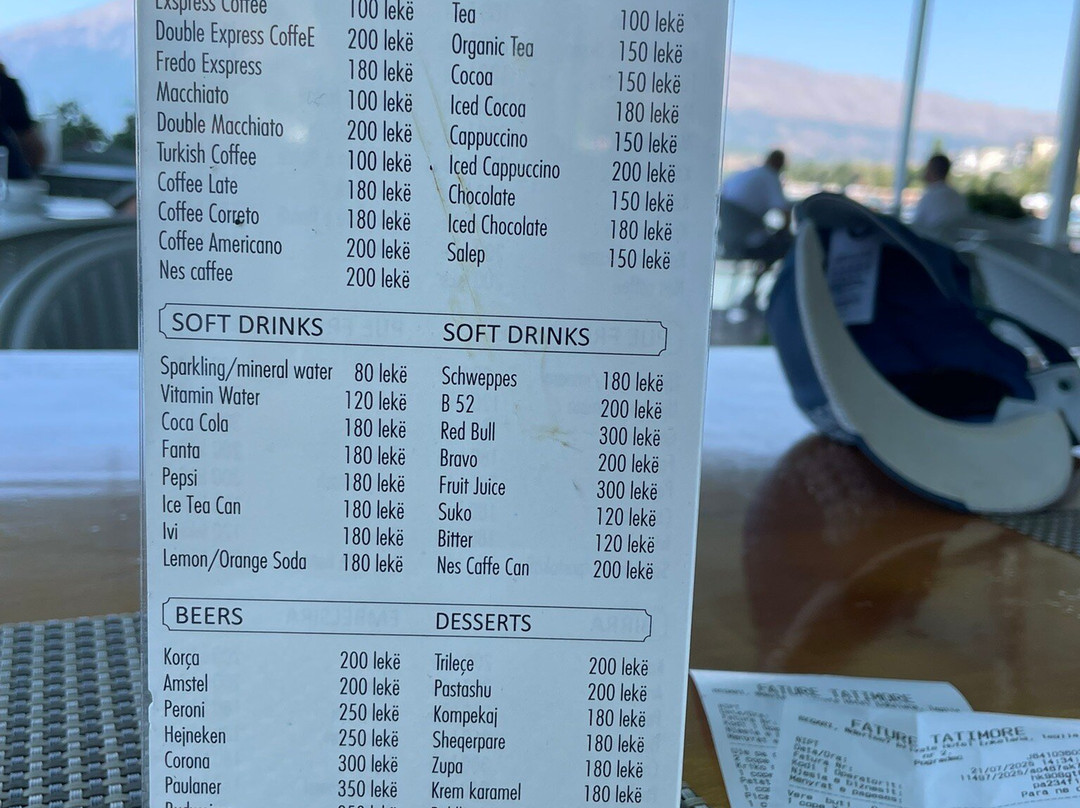 Exspress Coffee 100 lekë Tea 100 lekë
Double Express CoffeE 200 lekë Organic Tea 150 lekë
Fredo Exspress 180 lekë Cocoa 150 lekë
Macchiato 100 lekë Iced Cocoa 180 lekë
Double Macchiato 200 lekë Cappuccino 150 lekë
Turkish Coffee 100 lekë Iced Cappuccino 200 lekë
Coffee Late 180 lekë Chocolate 150 lekë
Coffee Correto 180 lekë Iced Chocolate 180 lekë
Coffee Americano 200 lekë Salep 150 lekë
Nes caffee 200 lekë
SOFT DRINKS SOFT DRINKS
Sparkling/mineral water 80 lekë Schweppes 180 lekë
Vitamin Water 120 lekë B 52 200 lekë
Coca Cola 180 lekë Red Bull 300 lekë
Fanta 180 lekë Bravo 200 lekë
Pepsi 180 lekë Fruit Juice 300 lekë
Ice Tea Can 180 lekë Suko 120 lekë
Ivi 180 lekë Bitter 120 lekë
Lemon/Orange Soda 180 lekë Nes Caffe Can 200 lekë
BEERS DESSERTS
Korça 200 lekë Trileçe 200 lekë
Amstel 200 lekë Pastashu 200 lekë
Peroni 250 lekë Kompekaj 180 lekë
Hejneken 250 lekë Sheqerpare 180 lekë
Corona 300 lekë Zupa 180 lekë
Paulaner 350 lekë Krem karamel 180 lekë
FATURE TATIMORE
FATURE TATIMORE
NIPT
Data/Ora:
21/07/2025 14:34